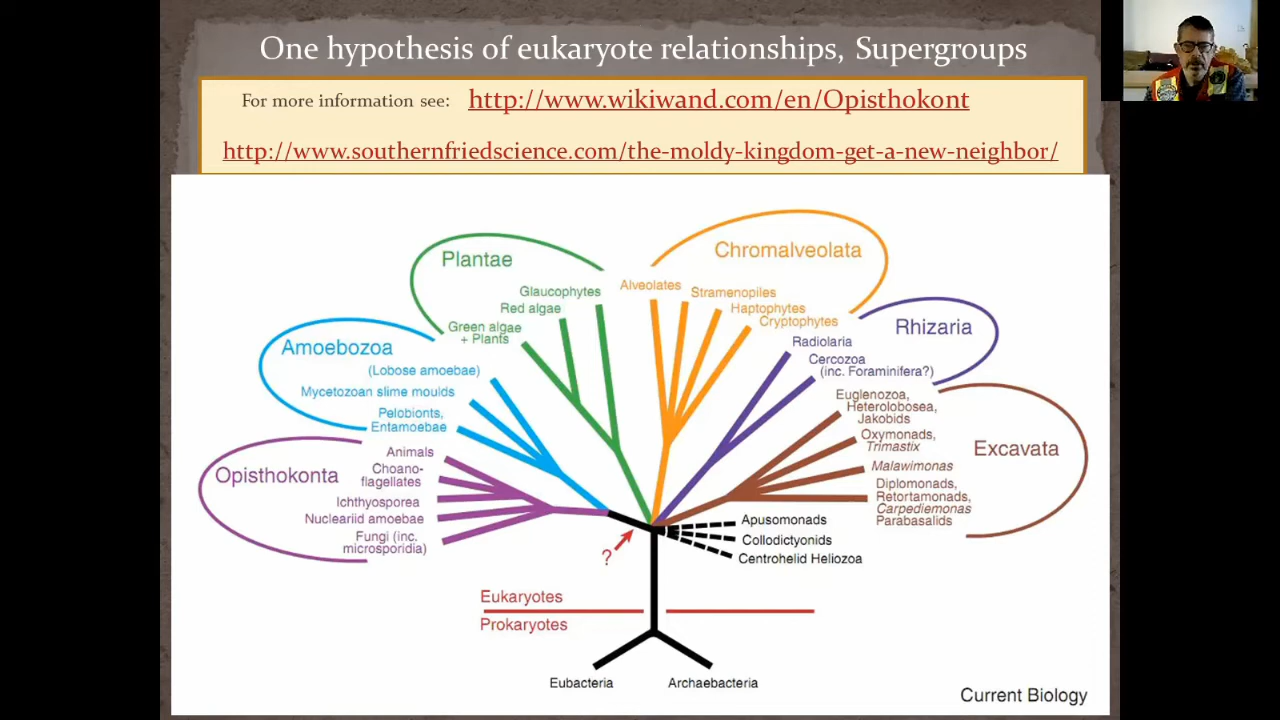 One hypothesis of eukaryote relationships, Supergroups
For more information see: http://www.wikiwand.com/en/Opisthokont
http://www.southernfriedscience.com/the-moldy-kingdom-get-a-new-neighbor/
Plantae
Glaucophytes
Red algae
Green algae
+ Plants
Chromalveolata
Alveolates
Stramenopiles
Haptophytes
Cryptophytes
Amoebozoa
(Lobose amoebae)
Mycetozoan slime moulds
Pelobionts,
Entamoebae
Rhizaria
Radiolaria
Cercozoa
(inc. Foraminifera?)
Opisthokonta
Animals
Choano-
flagellates
Ichthyosporea
Nucleariid amoebae
Fungi (inc.
microsporidia)
Excavata
Euglenozoa,
Heterolobosea,
Jakobids
Oxymonads,
Trimastix
Malawimonas
Diplomonads,
Retortamonads,
Carpediemonas
Parabasalids
Apusomonads
Collodictyonids
Centrohelid Heliozoa
?
Eukaryotes
Prokaryotes
Eubacteria
Archaebacteria
Current Biology